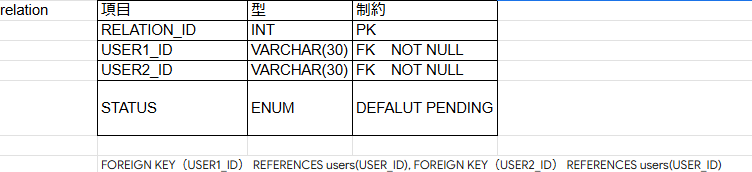 relation 項目 型 制約
RELATION_ID INT PK
USER1_ID VARCHAR(30) FK　NOT NULL
USER2_ID VARCHAR(30) FK　NOT NULL
STATUS ENUM DEFALUT PENDING
FOREIGN KEY（USER1_ID） REFERENCES users(USER_ID), FOREIGN KEY（USER2_ID） REFERENCES users(USER_ID)